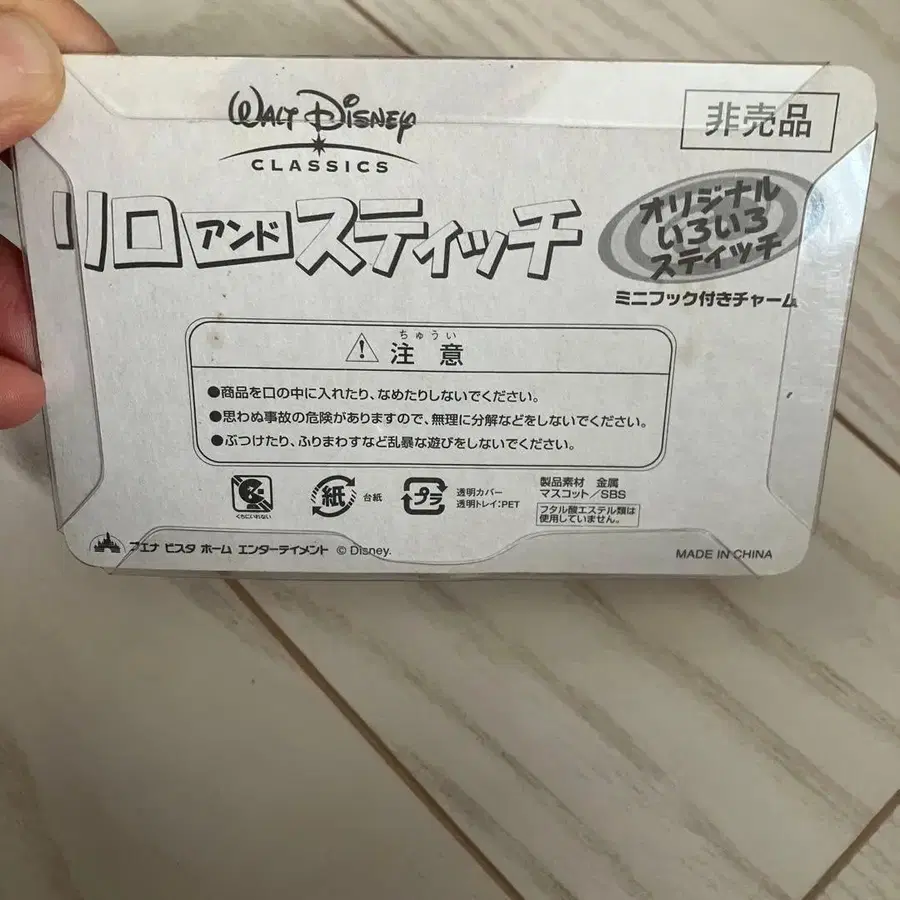 WALT DISNEY
CLASSICS
非売品
リロ アンド スティッチ
オリジナル
いろいろ
スティッチ
ミニフック付きチャーム
ちゅうい
注意
●商品を口の中に入れたり、なめたりしないでください。
●思わぬ事故の危険がありますので、無理に分解などをしないでください。
●ぶつけたり、ふりまわすなど乱暴な遊びをしないでください。
くちにいれない
紙
台紙
プラ
透明カバー
透明トレイ:PET
製品素材 金属
マスコット/SBS
フタル酸エステル類は
使用していません。
ブエナ ビスタ ホーム エンターテイメント © Disney.
MADE IN CHINA